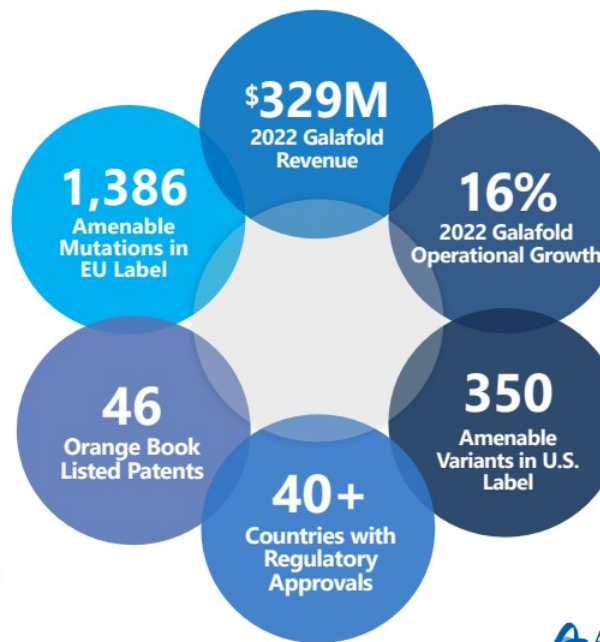 $329M
2022 Galafold
Revenue
1,386
Amenable
Mutations in
EU Label
16%
2022 Galafold
Operational Growth
46
Orange Book
Listed Patents
350
Amenable
Variants in U.S.
Label
40+
Countries with
Regulatory
Approvals